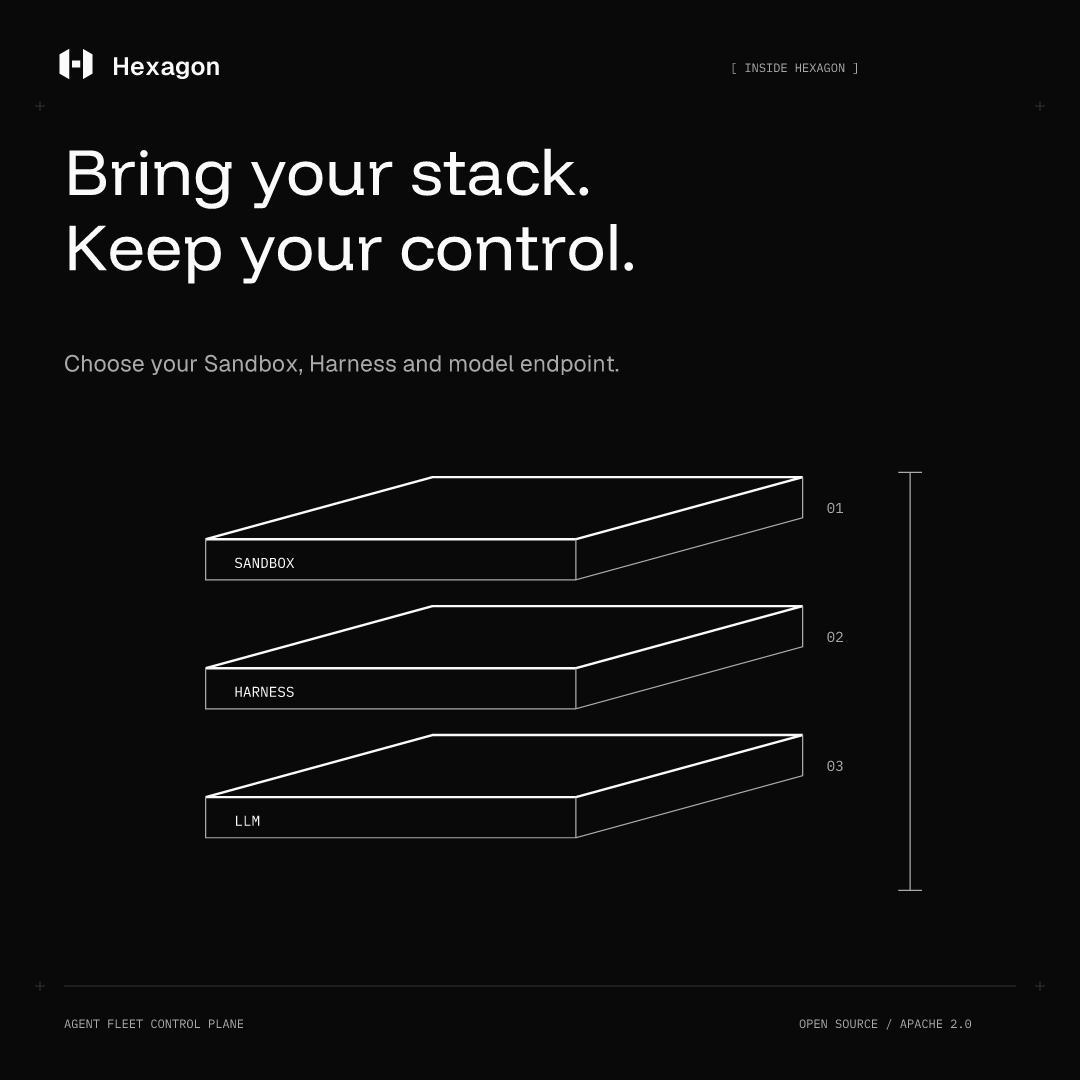 Hexagon
[ INSIDE HEXAGON ]
Bring your stack.
Keep your control.
Choose your Sandbox, Harness and model endpoint.
01
SANDBOX
02
HARNESS
03
LLM
AGENT FLEET CONTROL PLANE
OPEN SOURCE / APACHE 2.0